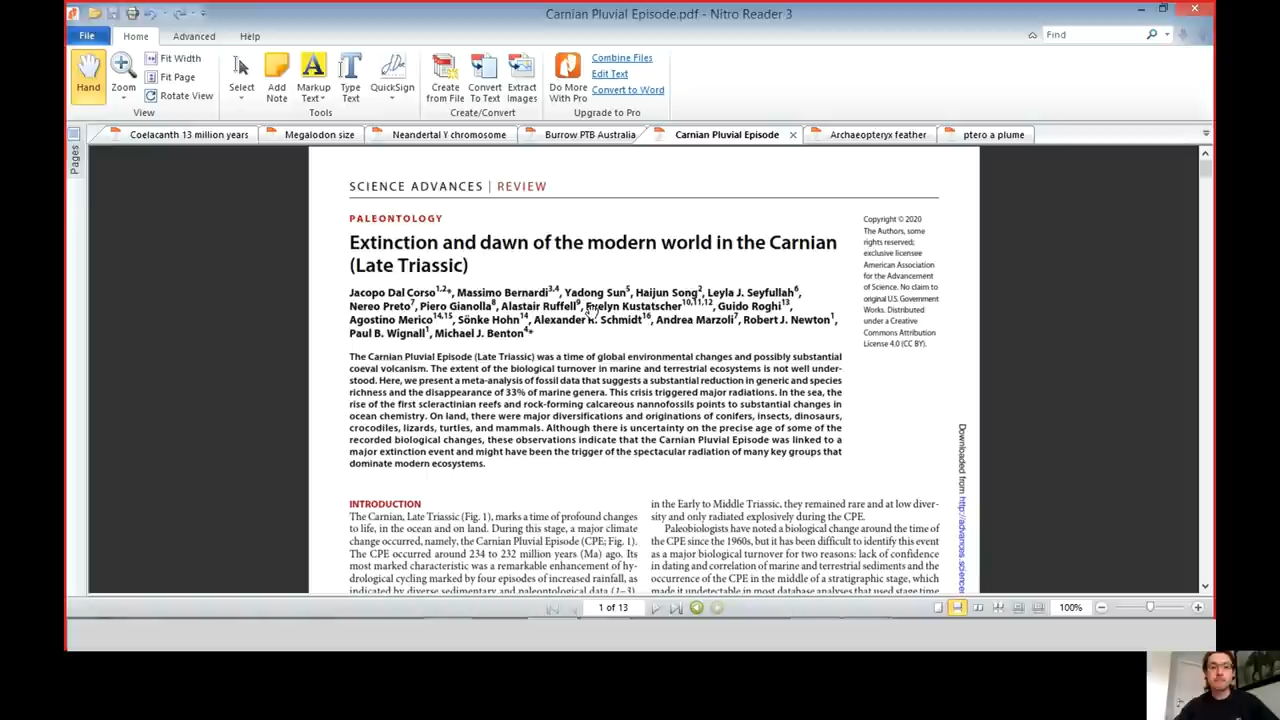 Carnian Pluvial Episode.pdf - Nitro Reader 3
File
Home
Advanced
Help
Find
Hand
Zoom
Fit Width
Fit Page
Rotate View
View
Select
Add Note
Markup Text
Type Text
QuickSign
Tools
Create from File
Convert To Text
Extract Images
Create/Convert
Do More With Pro
Combine Files
Edit Text
Convert to Word
Upgrade to Pro
Pages
Coelacanth 13 million years
Megalodon size
Neandertal Y chromosome
Burrow PTB Australia
Carnian Pluvial Episode
Archaeopteryx feather
ptero a plume
SCIENCE ADVANCES | REVIEW
PALEONTOLOGY
Extinction and dawn of the modern world in the Carnian
(Late Triassic)
Jacopo Dal Corso1,2*, Massimo Bernardi3,4, Yadong Sun5, Haijun Song2, Leyla J. Seyfullah6,
Nereo Preto7, Piero Gianolla8, Alastair Ruffell9, Evelyn Kustatscher10,11,12, Guido Roghi13,
Agostino Merico14,15, Sönke Hohn14, Alexander R. Schmidt16, Andrea Marzoli7, Robert J. Newton1,
Paul B. Wignall1, Michael J. Benton4*
The Carnian Pluvial Episode (Late Triassic) was a time of global environmental changes and possibly substantial
coeval volcanism. The extent of the biological turnover in marine and terrestrial ecosystems is not well under-
stood. Here, we present a meta-analysis of fossil data that suggests a substantial reduction in generic and species
richness and the disappearance of 33% of marine genera. This crisis triggered major radiations. In the sea, the
rise of the first scleractinian reefs and rock-forming calcareous nannofossils points to substantial changes in
ocean chemistry. On land, there were major diversifications and originations of conifers, insects, dinosaurs,
crocodiles, lizards, turtles, and mammals. Although there is uncertainty on the precise age of some of the
recorded biological changes, these observations indicate that the Carnian Pluvial Episode was linked to a
major extinction event and might have been the trigger of the spectacular radiation of many key groups that
dominate modern ecosystems.
Copyright © 2020
The Authors, some
rights reserved;
exclusive licensee
American Association
for the Advancement
of Science. No claim to
original U.S. Government
Works. Distributed
under a Creative
Commons Attribution
License 4.0 (CC BY).
INTRODUCTION
The Carnian, Late Triassic (Fig. 1), marks a time of profound changes
to life, in the ocean and on land. During this stage, a major climate
change occurred, namely, the Carnian Pluvial Episode (CPE; Fig. 1).
The CPE occurred around 234 to 232 million years (Ma) ago. Its
most marked characteristic was a remarkable enhancement of hy-
drological cycling marked by four episodes of increased rainfall, as
indicated by diverse sedimentary and paleontological data (1–3).
in the Early to Middle Triassic, they remained rare and at low diver-
sity and only radiated explosively during the CPE.
Paleobiologists have noted a biological change around the time of
the CPE since the 1960s, but it has been difficult to identify this event
as a major biological turnover for two reasons: lack of confidence
in dating and correlation of marine and terrestrial sediments and the
occurrence of the CPE in the middle of a stratigraphic stage, which
made it undetectable in most database analyses that used stage time
Downloaded from http://advances.science
1 of 13
100%